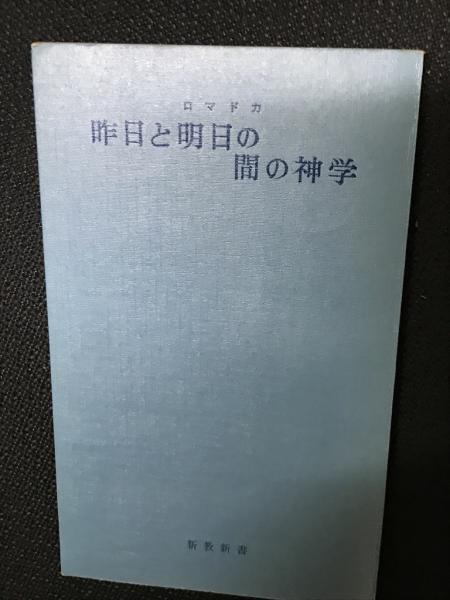 ロマドカ
昨日と明日の
間の神学
新教新書